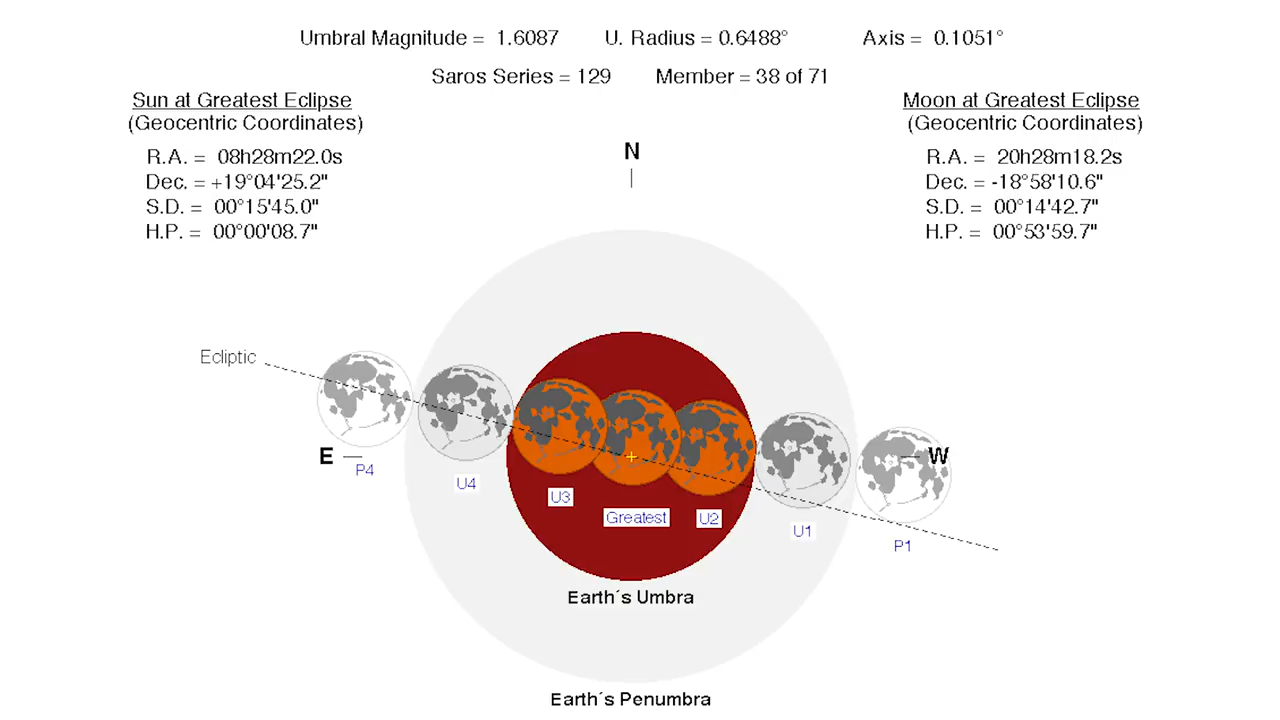 Umbral Magnitude = 1.6087 U. Radius = 0.6488° Axis = 0.1051°
Saros Series = 129 Member = 38 of 71
Sun at Greatest Eclipse
(Geocentric Coordinates)
R.A. = 08h28m22.0s
Dec. = +19°04'25.2"
S.D. = 00°15'45.0"
H.P. = 00°00'08.7"
Moon at Greatest Eclipse
(Geocentric Coordinates)
R.A. = 20h28m18.2s
Dec. = -18°58'10.6"
S.D. = 00°14'42.7"
H.P. = 00°53'59.7"
N
Ecliptic
E
W
P4
U4
U3
Greatest
U2
U1
P1
Earth´s Umbra
Earth´s Penumbra